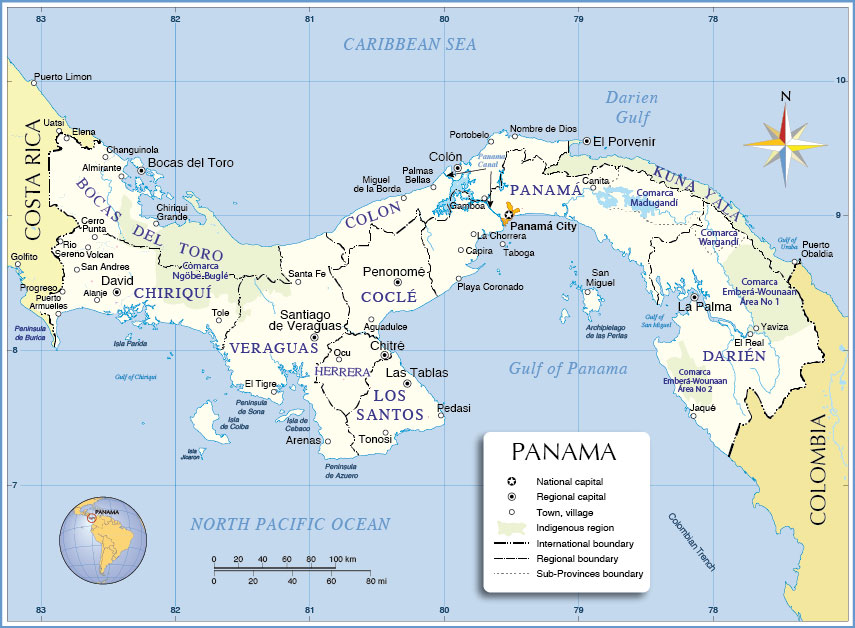 83
82
81
80
79
78
CARIBBEAN SEA
10
Puerto Limon
Darien
Gulf
N
Uatsi
Elena
Portobelo
Nombre de Dios
El Porvenir
COSTA RICA
Changuinola
Almirante
Bocas del Toro
Colón
Panama
Canal
Palmas
Bellas
Miguel
de la Borda
KUNA YALA
BOCAS DEL TORO
Chiriqui
Grande
COLON
Gamboa
PANAMÁ
Canita
Comarca
Madugandí
9
Cerro
Punta
Panamá City
Comarca
Wargandí
Rio
Sereno
Volcan
La Chorrera
Taboga
Capira
Gulf of
Uraba
Puerto
Obaldia
Golfito
San Andres
Comarca
Ngöbe-Buglé
Santa Fe
Penonomé
Playa Coronado
San
Miguel
Comarca
Emberá-Wounaan
Área No 1
Progreso
David
Alanje
CHIRIQUÍ
COCLÉ
La Palma
Puerto
Armuelles
Tole
Santiago
de Veraguas
Aguadulce
Archipielago
de las Perlas
Gulf of
San Miguel
Yaviza
Peninsula
de Burica
Isla Parida
VERAGUAS
Chitré
El Real
8
Ocu
DARIÉN
Gulf of Chiriqui
HERRERA
Las Tablas
Gulf of Panama
Comarca
Emberá-Wounaan
Área No 2
El Tigre
LOS
SANTOS
Peninsula
de Sona
Pedasi
Jaqué
Isla
de Coiba
Isla de
Cebaco
Arenas
Tonosi
COLOMBIA
Isla
Jicaron
Peninsula
de Azuero
7
PANAMA
National capital
Regional capital
Town, village
Indigenous region
International boundary
Regional boundary
Sub-Provinces boundary
PANAMA
NORTH PACIFIC OCEAN
Colombian Trench
0 20 40 60 80 100 km
0 20 40 60 80 mi
83
82
81
80
79
78